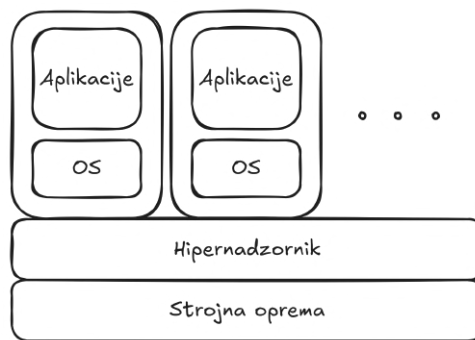 Aplikacije
Aplikacije
OS
OS
Hipernadzornik
Strojna oprema